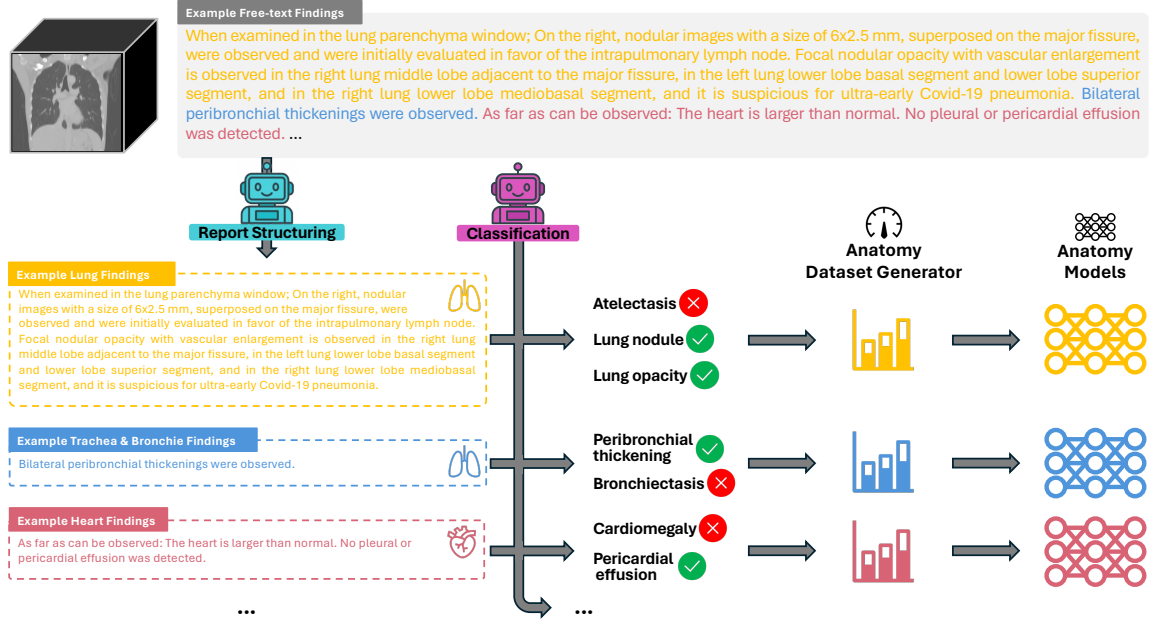 Example Free-text Findings
When examined in the lung parenchyma window; On the right, nodular images with a size of 6x2.5 mm, superposed on the major fissure,
were observed and were initially evaluated in favor of the intrapulmonary lymph node. Focal nodular opacity with vascular enlargement
is observed in the right lung middle lobe adjacent to the major fissure, in the left lung lower lobe basal segment and lower lobe superior
segment, and in the right lung lower lobe mediobasal segment, and it is suspicious for ultra-early Covid-19 pneumonia. Bilateral
peribronchial thickenings were observed. As far as can be observed: The heart is larger than normal. No pleural or pericardial effusion
was detected. ...
Report Structuring
Classification
Anatomy
Dataset Generator
Anatomy
Models
Example Lung Findings
When examined in the lung parenchyma window; On the right, nodular
images with a size of 6x2.5 mm, superposed on the major fissure, were
observed and were initially evaluated in favor of the intrapulmonary lymph node.
Focal nodular opacity with vascular enlargement is observed in the right lung
middle lobe adjacent to the major fissure, in the left lung lower lobe basal segment
and lower lobe superior segment, and in the right lung lower lobe mediobasal
segment, and it is suspicious for ultra-early Covid-19 pneumonia.
Atelectasis
Lung nodule
Lung opacity
Example Trachea & Bronchie Findings
Bilateral peribronchial thickenings were observed.
Peribronchial
thickening
Bronchiectasis
Example Heart Findings
As far as can be observed: The heart is larger than normal. No pleural or
pericardial effusion was detected.
Cardiomegaly
Pericardial
effusion
...
...